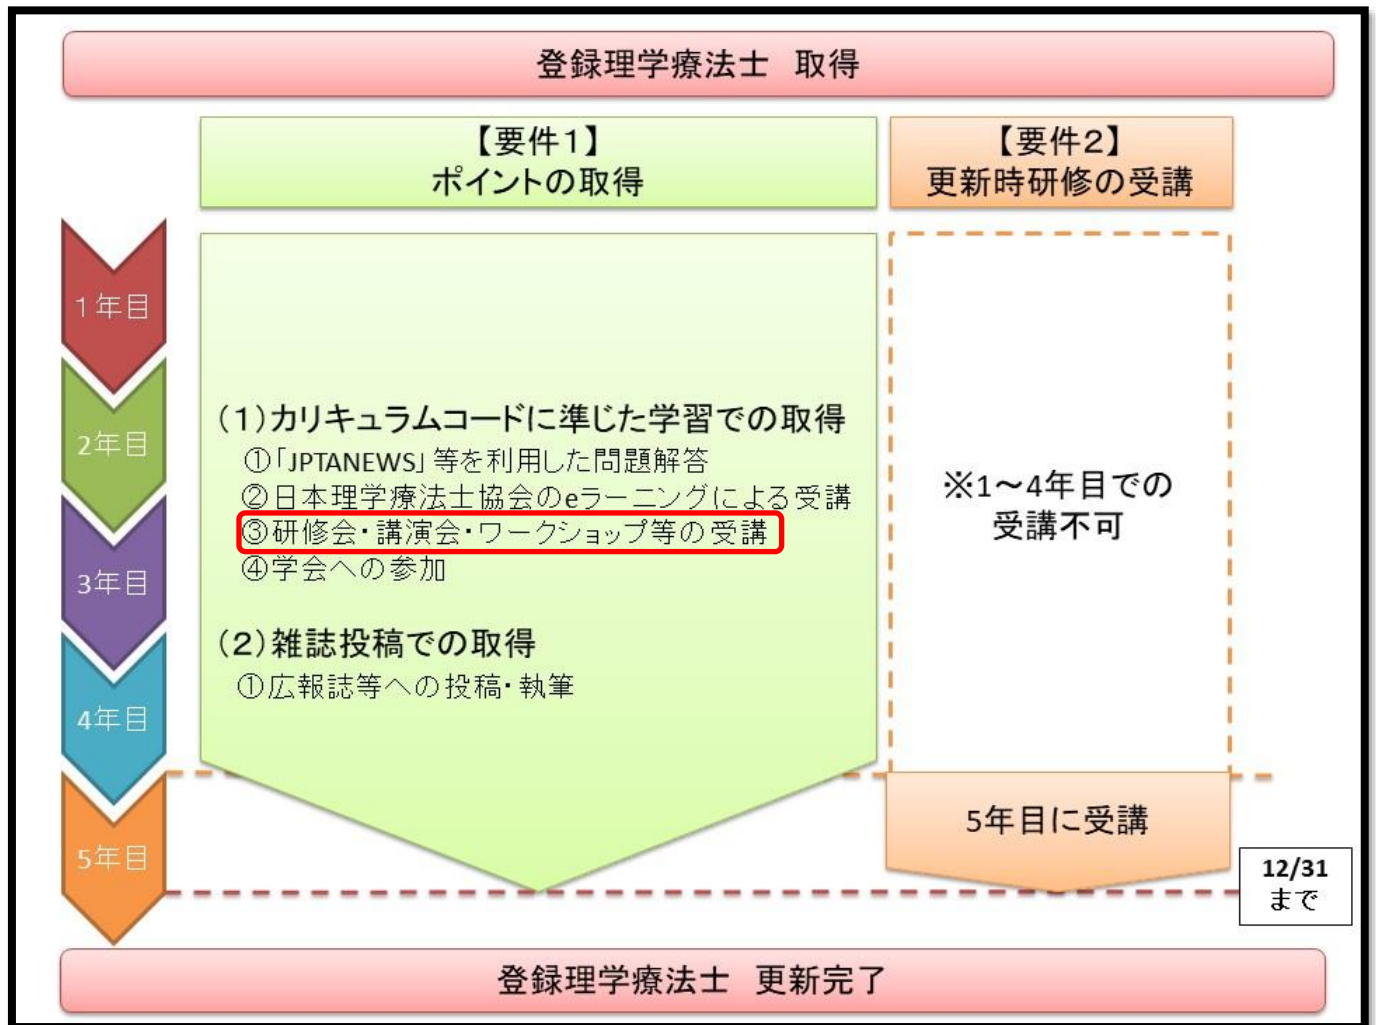 登録理学療法士 取得
【要件1】
ポイントの取得
【要件2】
更新時研修の受講
1年目
2年目
3年目
4年目
5年目
(1)カリキュラムコードに準じた学習での取得
①「JPTANEWS」等を利用した問題解答
②日本理学療法士協会のeラーニングによる受講
③研修会・講演会・ワークショップ等の受講
④学会への参加
(2)雑誌投稿での取得
①広報誌等への投稿・執筆
※1～4年目での
受講不可
5年目に受講
12/31
まで
登録理学療法士 更新完了